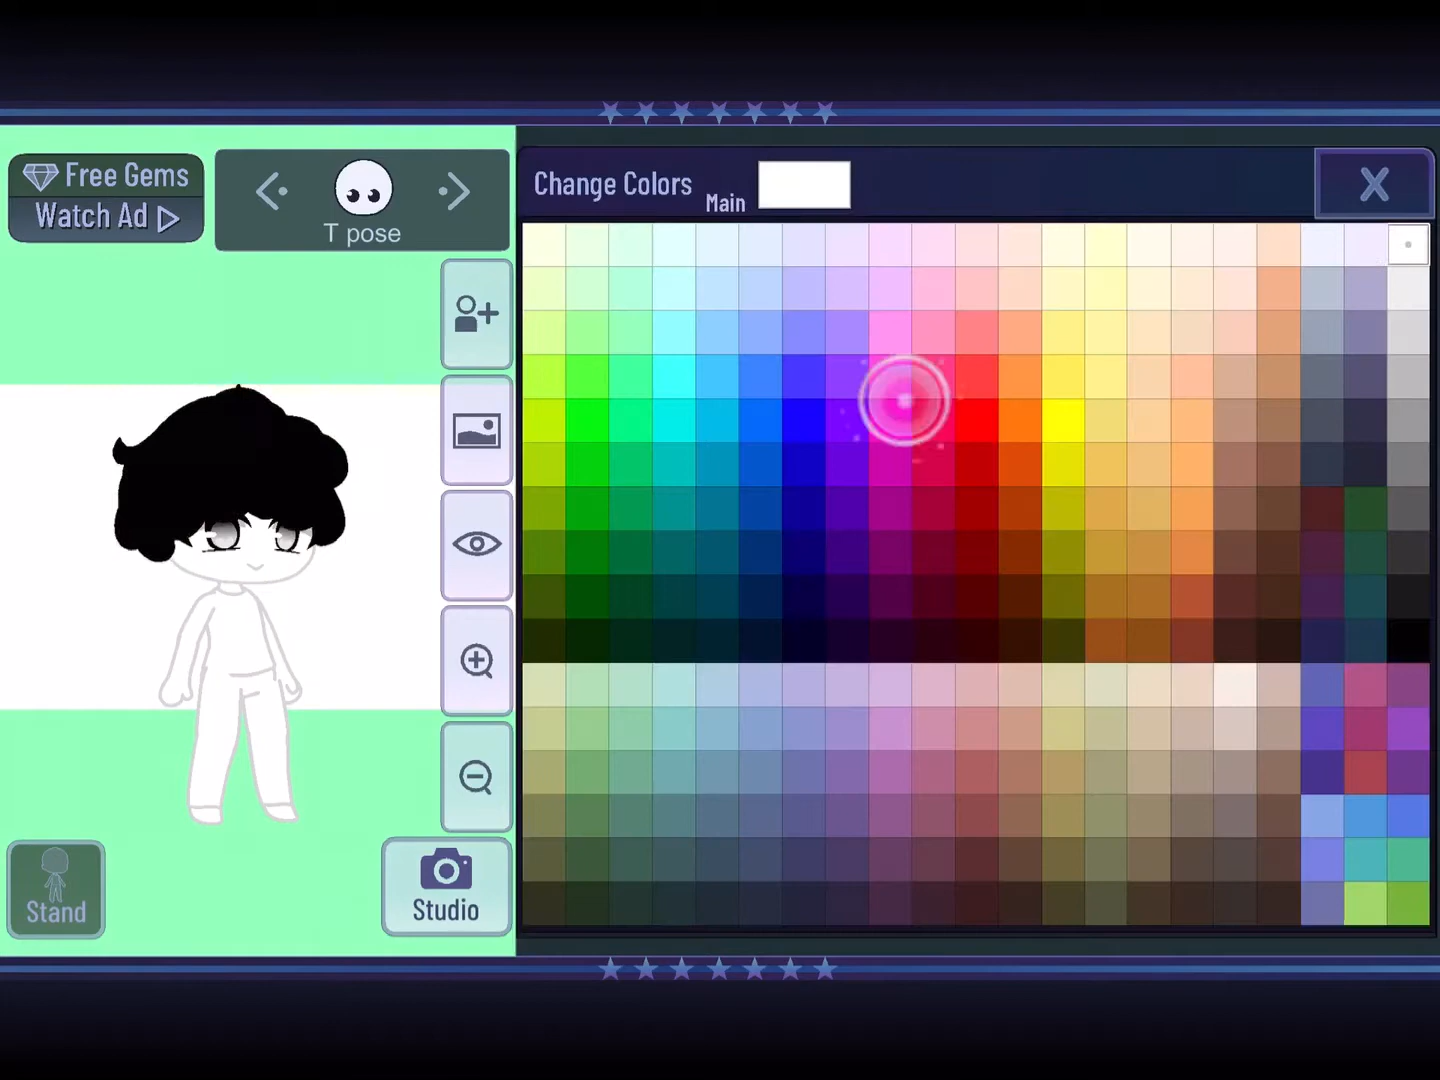 Free Gems
Watch Ad
T pose
Change Colors
Main
X
Stand
Studio